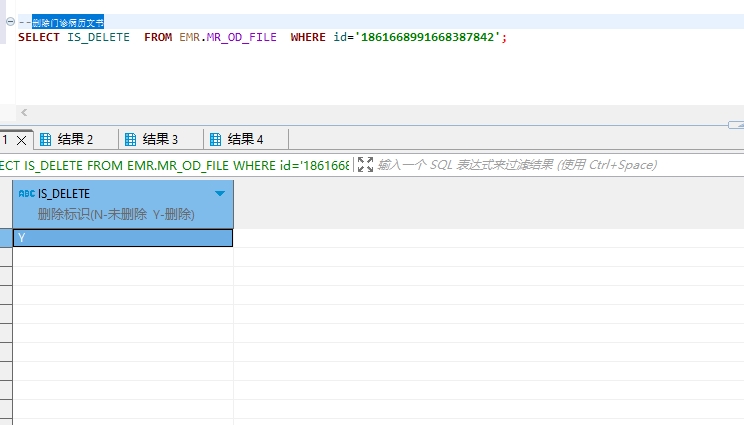 --删除门诊病历文书
SELECT IS_DELETE FROM EMR.MR_OD_FILE WHERE id='1861668991668387842';
1 结果 2 结果 3 结果 4
ECT IS_DELETE FROM EMR.MR_OD_FILE WHERE id='186166 输入一个 SQL 表达式来过滤结果 (使用 Ctrl+Space)
ABC IS_DELETE
删除标识(N-未删除 Y-删除)
Y